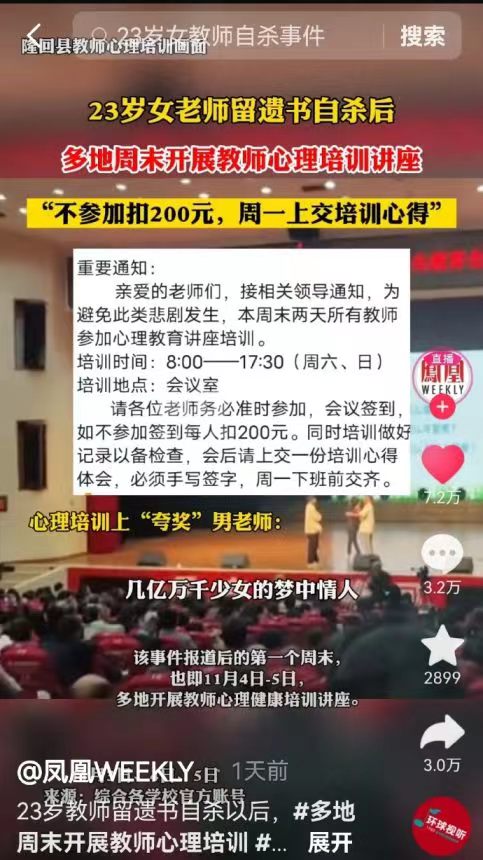 23岁女教师自杀事件
搜索
隆回县教师心理培训画面
23岁女老师留遗书自杀后
多地周末开展教师心理培训讲座
“不参加扣200元，周一上交培训心得”
重要通知：
亲爱的老师们，接相关领导通知，为
避免此类悲剧发生，本周末两天所有教师
参加心理教育讲座培训。
培训时间：8:00——17:30（周六、日）
培训地点：会议室
请各位老师务必准时参加，会议签到，
如不参加签到每人扣200元。同时培训做好
记录以备检查，会后请上交一份培训心得
体会，必须手写签字，周一下班前交齐。
直播
鳳凰
WEEKLY
7.2万
心理培训上“夸奖”男老师：
3.2万
几亿万千少女的梦中情人
该事件报道后的第一个周末，
也即11月4日-5日，
多地开展教师心理健康培训讲座。
2899
3.0万
@凤凰WEEKLY
1天前
5日
来源：综合各学校官方账号
23岁教师留遗书自杀以后，#多地
周末开展教师心理培训 #... 展开
环球视听